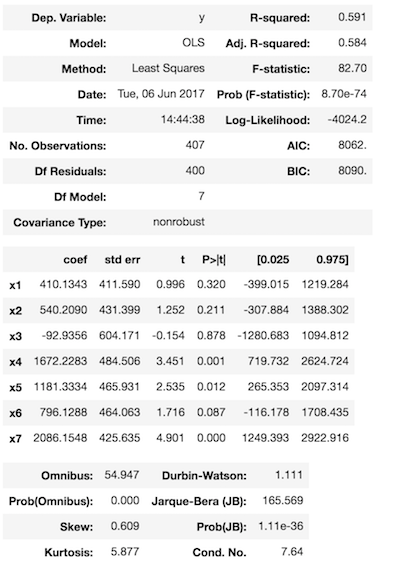 Dep. Variable: y R-squared: 0.591
Model: OLS Adj. R-squared: 0.584
Method: Least Squares F-statistic: 82.70
Date: Tue, 06 Jun 2017 Prob (F-statistic): 8.70e-74
Time: 14:44:38 Log-Likelihood: -4024.2
No. Observations: 407 AIC: 8062.
Df Residuals: 400 BIC: 8090.
Df Model: 7
Covariance Type: nonrobust
coef std err t P>|t| [0.025 0.975]
x1 410.1343 411.590 0.996 0.320 -399.015 1219.284
x2 540.2090 431.399 1.252 0.211 -307.884 1388.302
x3 -92.9356 604.171 -0.154 0.878 -1280.683 1094.812
x4 1672.2283 484.506 3.451 0.001 719.732 2624.724
x5 1181.3334 465.931 2.535 0.012 265.353 2097.314
x6 796.1288 464.063 1.716 0.087 -116.178 1708.435
x7 2086.1548 425.635 4.901 0.000 1249.393 2922.916
Omnibus: 54.947 Durbin-Watson: 1.111
Prob(Omnibus): 0.000 Jarque-Bera (JB): 165.569
Skew: 0.609 Prob(JB): 1.11e-36
Kurtosis: 5.877 Cond. No. 7.64